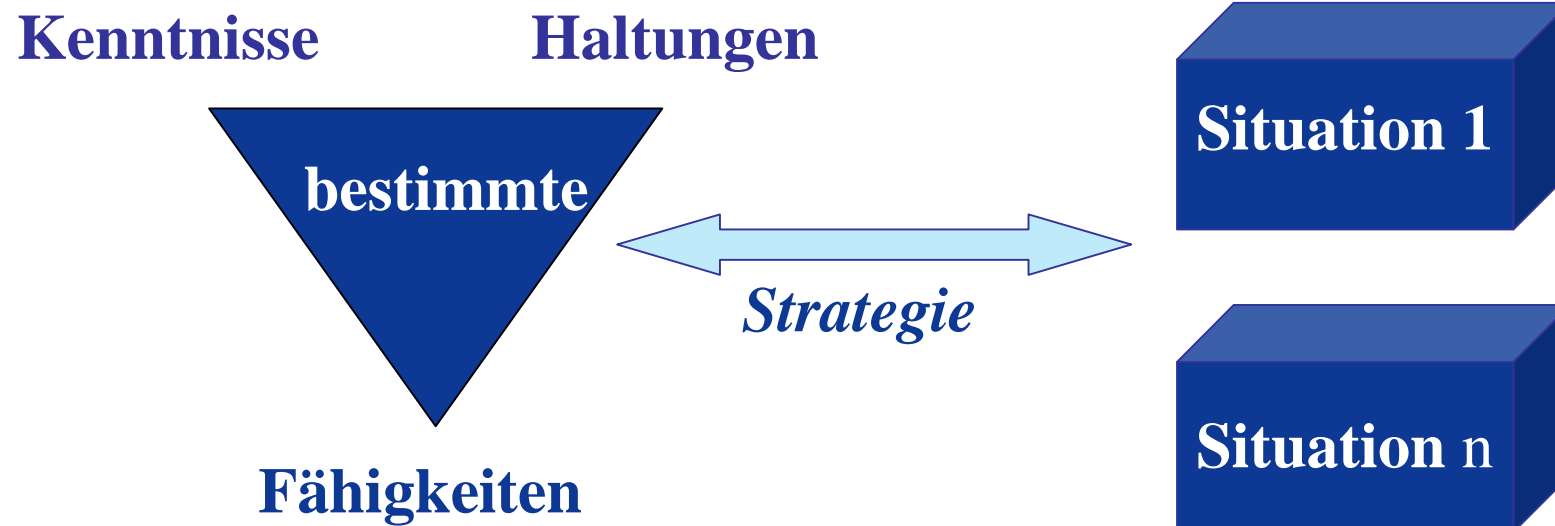 Kenntnisse
Haltungen
bestimmte
Fähigkeiten
Strategie
Situation 1
Situation n